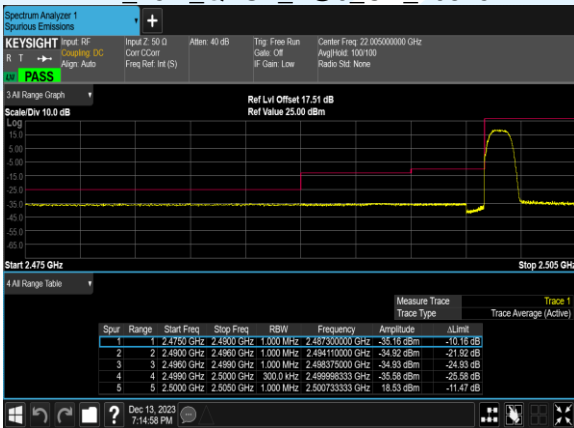 Spectrum Analyzer 1
Spurious Emissions
KEYSIGHT Input: RF Input Z: 50 Ω Atten: 40 dB Trig: Free Run Center Freq: 22.005000000 GHz
R T Coupling: DC Corr CCorr Gate: Off Avg|Hold: 100/100
Align: Auto Freq Ref: Int (S) IF Gain: Low Radio Std: None
PASS
3 All Range Graph
Ref Lvl Offset 17.51 dB
Scale/Div 10.0 dB Ref Value 25.00 dBm
Log
15.0
5.00
-5.00
-15.0
-25.0
-35.0
-45.0
-55.0
-65.0
Start 2.475 GHz Stop 2.505 GHz
4 All Range Table
Measure Trace Trace 1
Trace Type Trace Average (Active)
Spur Range Start Freq Stop Freq RBW Frequency Amplitude ΔLimit
1 1 2.4750 GHz 2.4900 GHz 1.000 MHz 2.487300000 GHz -35.16 dBm -10.16 dB
2 2 2.4900 GHz 2.4960 GHz 1.000 MHz 2.494110000 GHz -34.92 dBm -21.92 dB
3 3 2.4960 GHz 2.4990 GHz 1.000 MHz 2.498375000 GHz -34.93 dBm -24.93 dB
4 4 2.4990 GHz 2.5000 GHz 300.0 kHz 2.499998333 GHz -35.58 dBm -25.58 dB
5 5 2.5000 GHz 2.5050 GHz 1.000 MHz 2.500733333 GHz 18.53 dBm -11.47 dB
Dec 13, 2023
7:14:58 PM